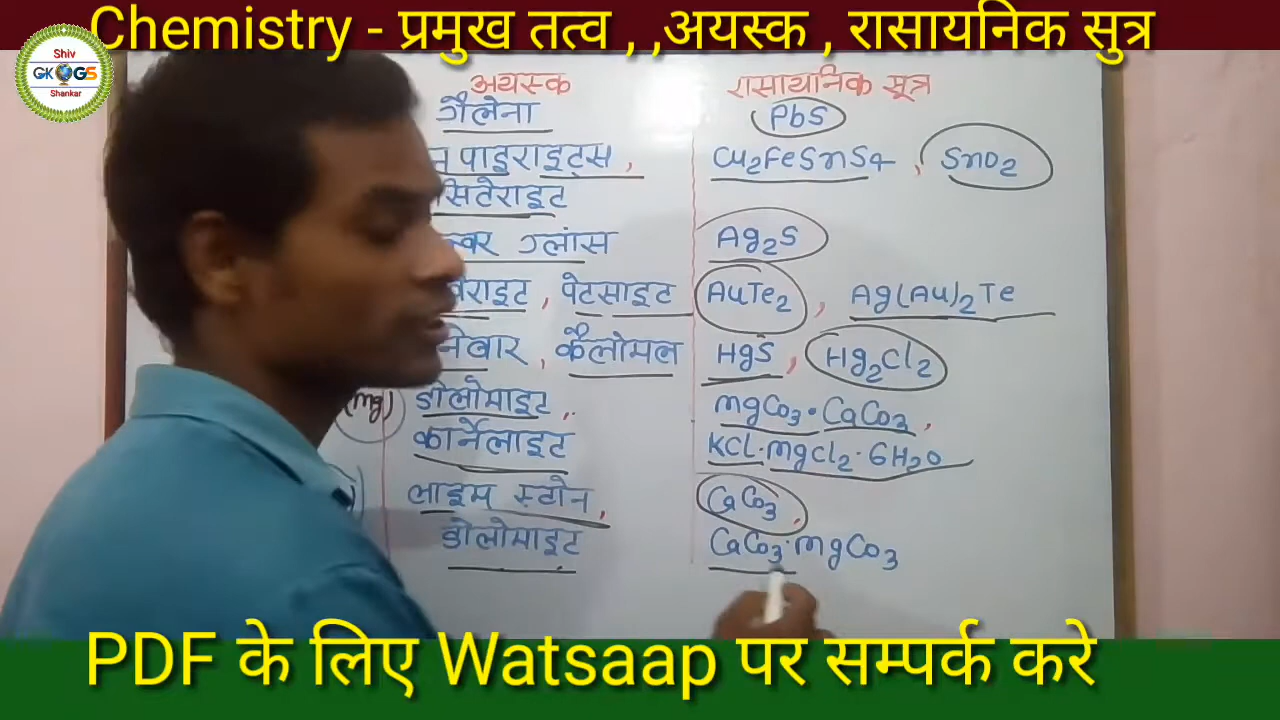 Chemistry - प्रमुख तत्व , ,अयस्क , रासायनिक सुत्र
Shiv
GK GS
Shankar
अयस्क रासायनिक सूत्र
गैलेना PbS
पाइराइट्स , Cu2FeSnS4 , SnO2
सिटेराइट
ग्लांस Ag2S
राइट , पेटसाइट AuTe2 , Ag(Au)2Te
नेबार , कैलोमल HgS , Hg2Cl2
(mg) डोलोमाइट , mgCo3.CaCo3 ,
कार्नेलाइट KCl.mgcl2.6H2O
लाइम स्टोन , CaCo3 ,
डोलोमाइट CaCo3.mgCo3
PDF के लिए Watsaap पर सम्पर्क करे